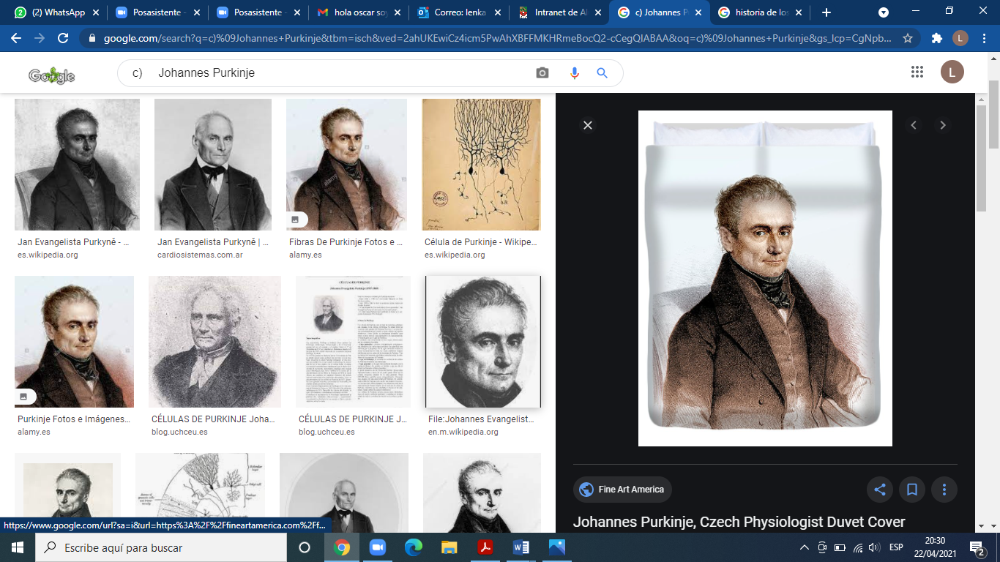 (2) WhatsApp
Posasistente -
Posasistente -
hola oscar soy
Correo: lenka
Intranet de Al
c) Johannes P
historia de los
google.com/search?q=c)%09Johannes+Purkinje&tbm=isch&ved=2ahUKEwiCz4icm5PwAhXBFFMKHRmeBocQ2-cCegQIABAA&oq=c)%09Johannes+Purkinje&gs_lcp=CgNpb...
L
Google
c) Johannes Purkinje
L
alamy
Jan Evangelista Purkyně - ...
es.wikipedia.org
Jan Evangelista Purkyně | ...
cardiosistemas.com.ar
Fibras De Purkinje Fotos e ...
alamy.es
Célula de Purkinje - Wikipe...
es.wikipedia.org
CÉLULAS DE PURKINJE
Purkinje Fotos e Imágenes...
alamy.es
CÉLULAS DE PURKINJE Joha...
blog.uchceu.es
CÉLULAS DE PURKINJE J...
blog.uchceu.es
File:Johannes Evangelist...
en.m.wikipedia.org
Fine Art America
Johannes Purkinje, Czech Physiologist Duvet Cover
https://www.google.com/url?sa=i&url=https%3A%2F%2Ffineartamerica.com%2Ff...
Escribe aquí para buscar
ESP
20:30
22/04/2021
2